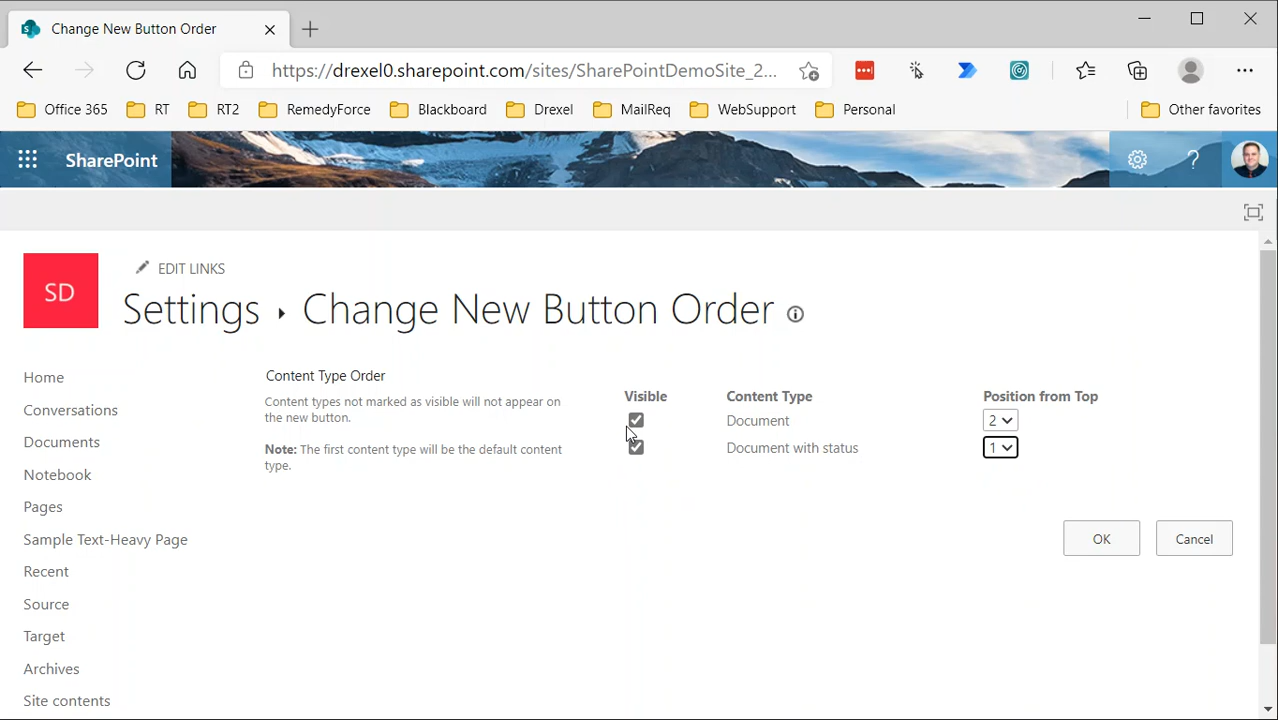 Change New Button Order
https://drexel0.sharepoint.com/sites/SharePointDemoSite_2...
Office 365 RT RT2 RemedyForce Blackboard Drexel MailReq WebSupport Personal Other favorites
SharePoint
?
SD
EDIT LINKS
Settings ▸ Change New Button Order
Home
Conversations
Documents
Notebook
Pages
Sample Text-Heavy Page
Recent
Source
Target
Archives
Site contents
Content Type Order
Content types not marked as visible will not appear on
the new button.
Note: The first content type will be the default content
type.
Visible Content Type Position from Top
Document 2
Document with status 1
OK Cancel